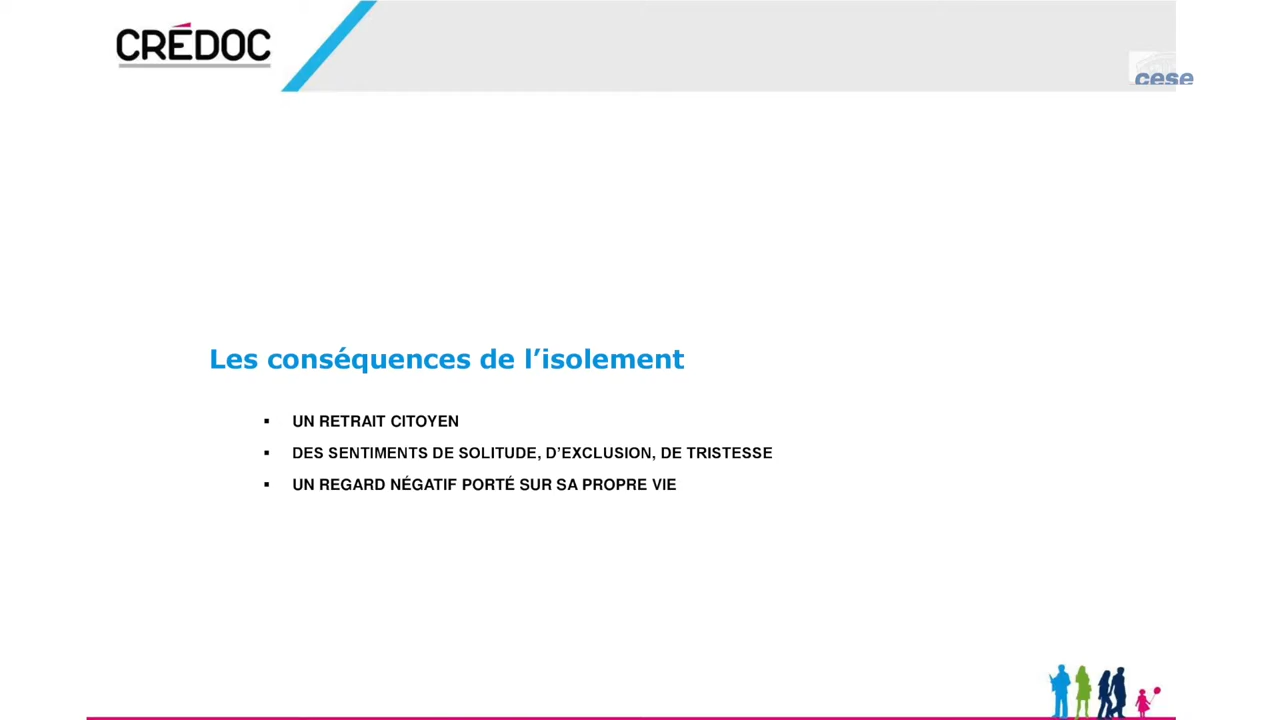 CRÉDOC
cese
Les conséquences de l’isolement
▪ UN RETRAIT CITOYEN
▪ DES SENTIMENTS DE SOLITUDE, D’EXCLUSION, DE TRISTESSE
▪ UN REGARD NÉGATIF PORTÉ SUR SA PROPRE VIE